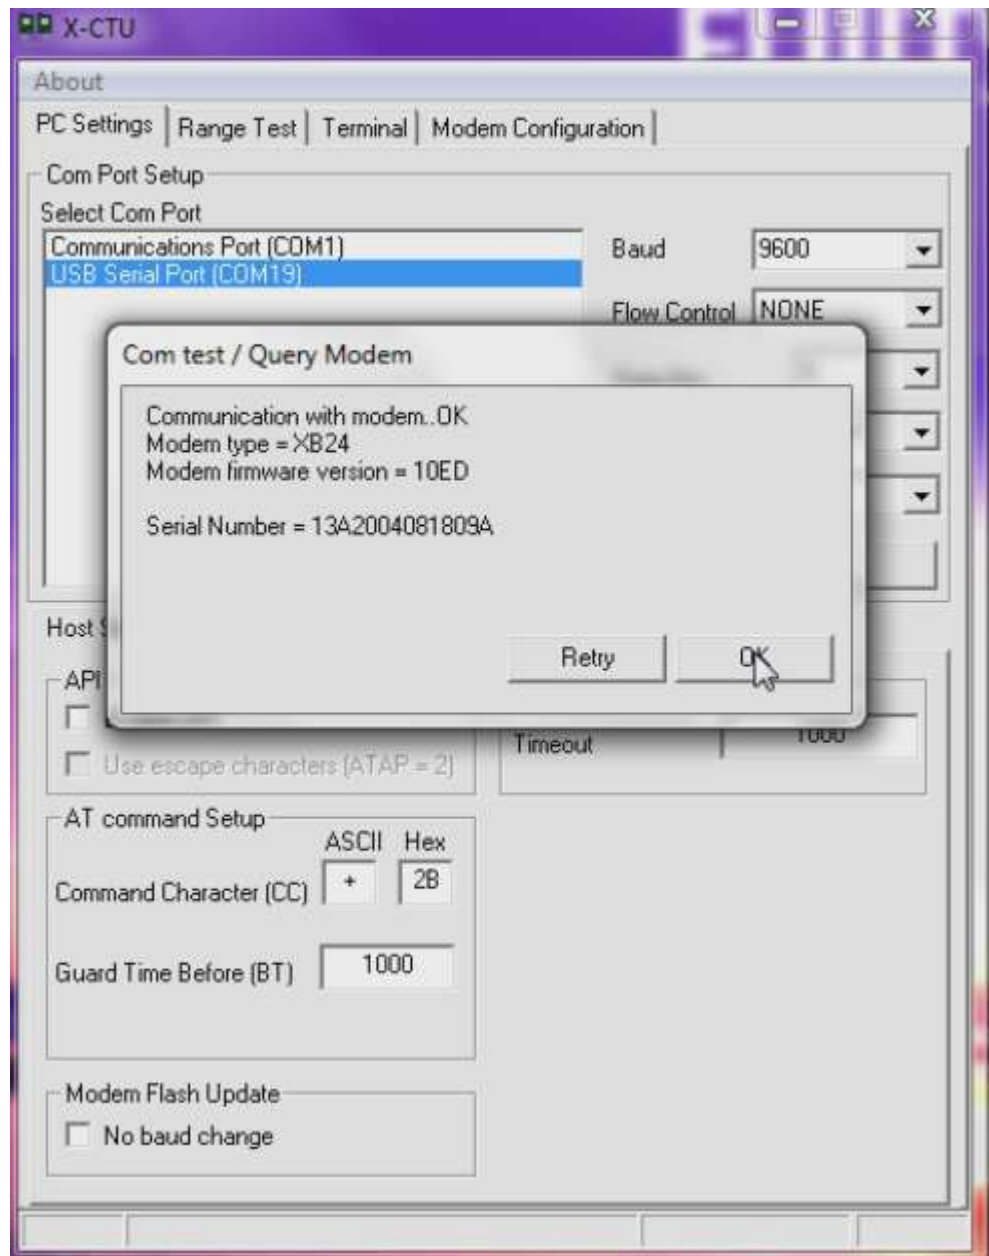 X-CTU
About
PC Settings
Range Test
Terminal
Modem Configuration
Com Port Setup
Select Com Port
Communications Port (COM1)
USB Serial Port (COM19)
Baud
9600
Flow Control
NONE
Com test / Query Modem
Communication with modem..OK
Modem type = XB24
Modem firmware version = 10ED
Serial Number = 13A2004081809A
Retry
OK
Host
API
Timeout
1000
Use escape characters (ATAP = 2)
AT command Setup
ASCII
Hex
Command Character (CC)
+
2B
Guard Time Before (BT)
1000
Modem Flash Update
No baud change